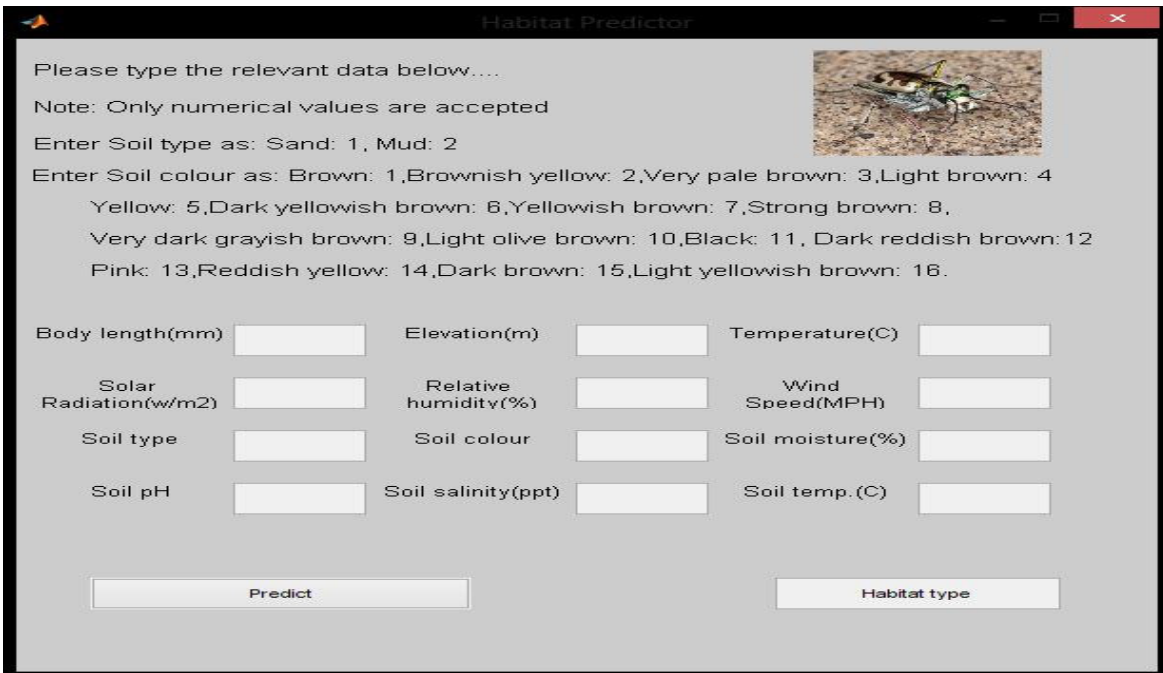 Habitat Predictor
Please type the relevant data below....
Note: Only numerical values are accepted
Enter Soil type as: Sand: 1, Mud: 2
Enter Soil colour as: Brown: 1,Brownish yellow: 2,Very pale brown: 3,Light brown: 4
Yellow: 5,Dark yellowish brown: 6,Yellowish brown: 7,Strong brown: 8,
Very dark grayish brown: 9,Light olive brown: 10,Black: 11, Dark reddish brown:12
Pink: 13,Reddish yellow: 14,Dark brown: 15,Light yellowish brown: 16.
Body length(mm) Elevation(m) Temperature(C)
Solar Relative Wind
Radiation(w/m2) humidity(%) Speed(MPH)
Soil type Soil colour Soil moisture(%)
Soil pH Soil salinity(ppt) Soil temp.(C)
Predict Habitat type